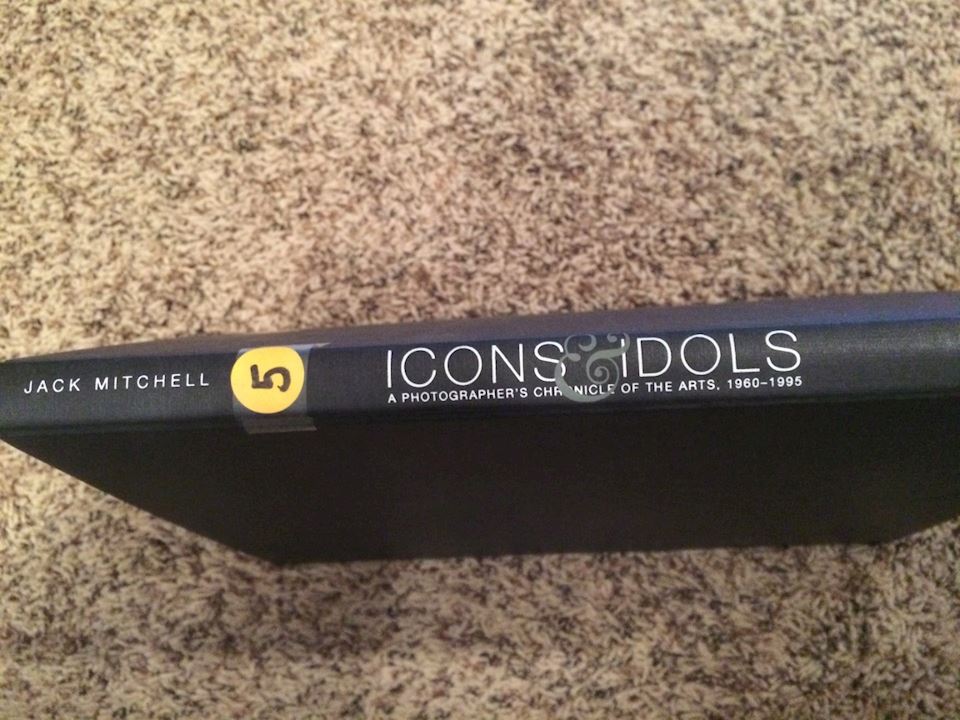 JACK MITCHELL
5
ICONS & IDOLS
A PHOTOGRAPHER'S CHRONICLE OF THE ARTS, 1960-1995